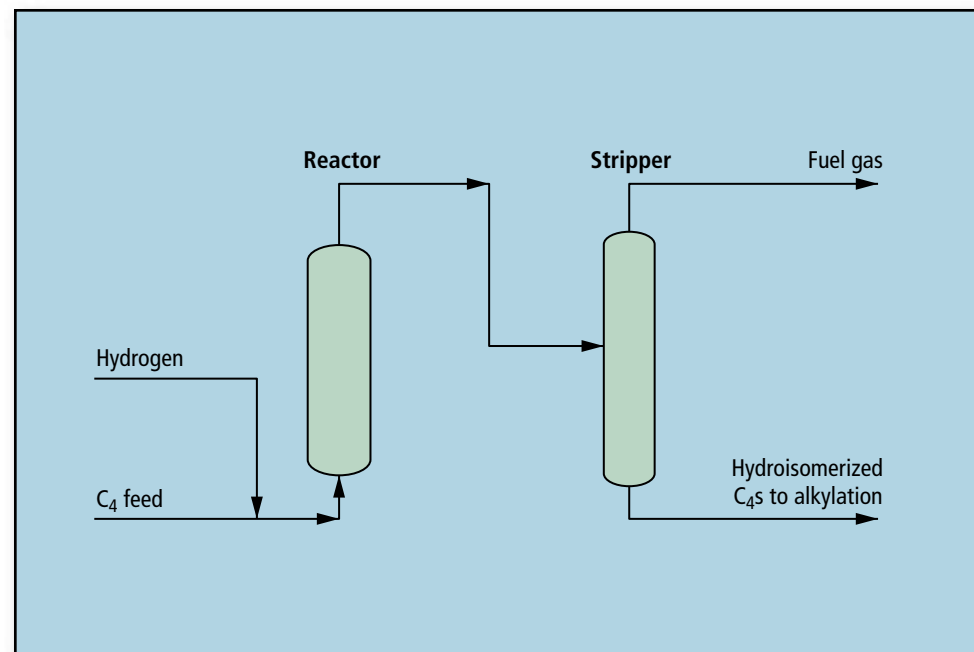 Reactor
Stripper
Fuel gas
Hydrogen
C₄ feed
Hydroisomerized
C₄s to alkylation